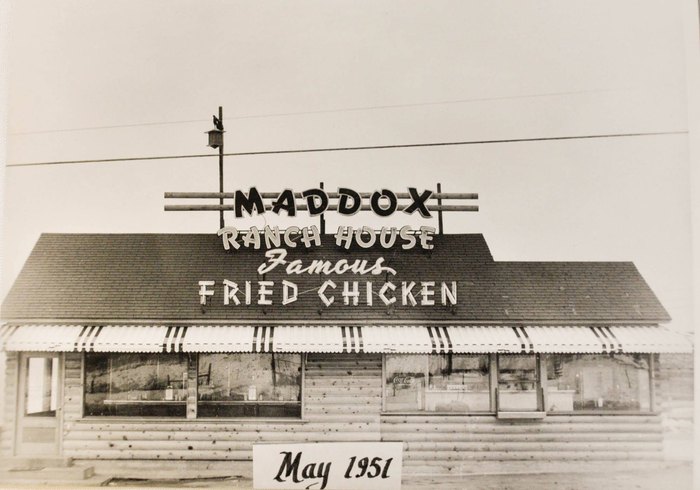 MADDOX
RANCH HOUSE
Famous
FRIED CHICKEN
May 1951